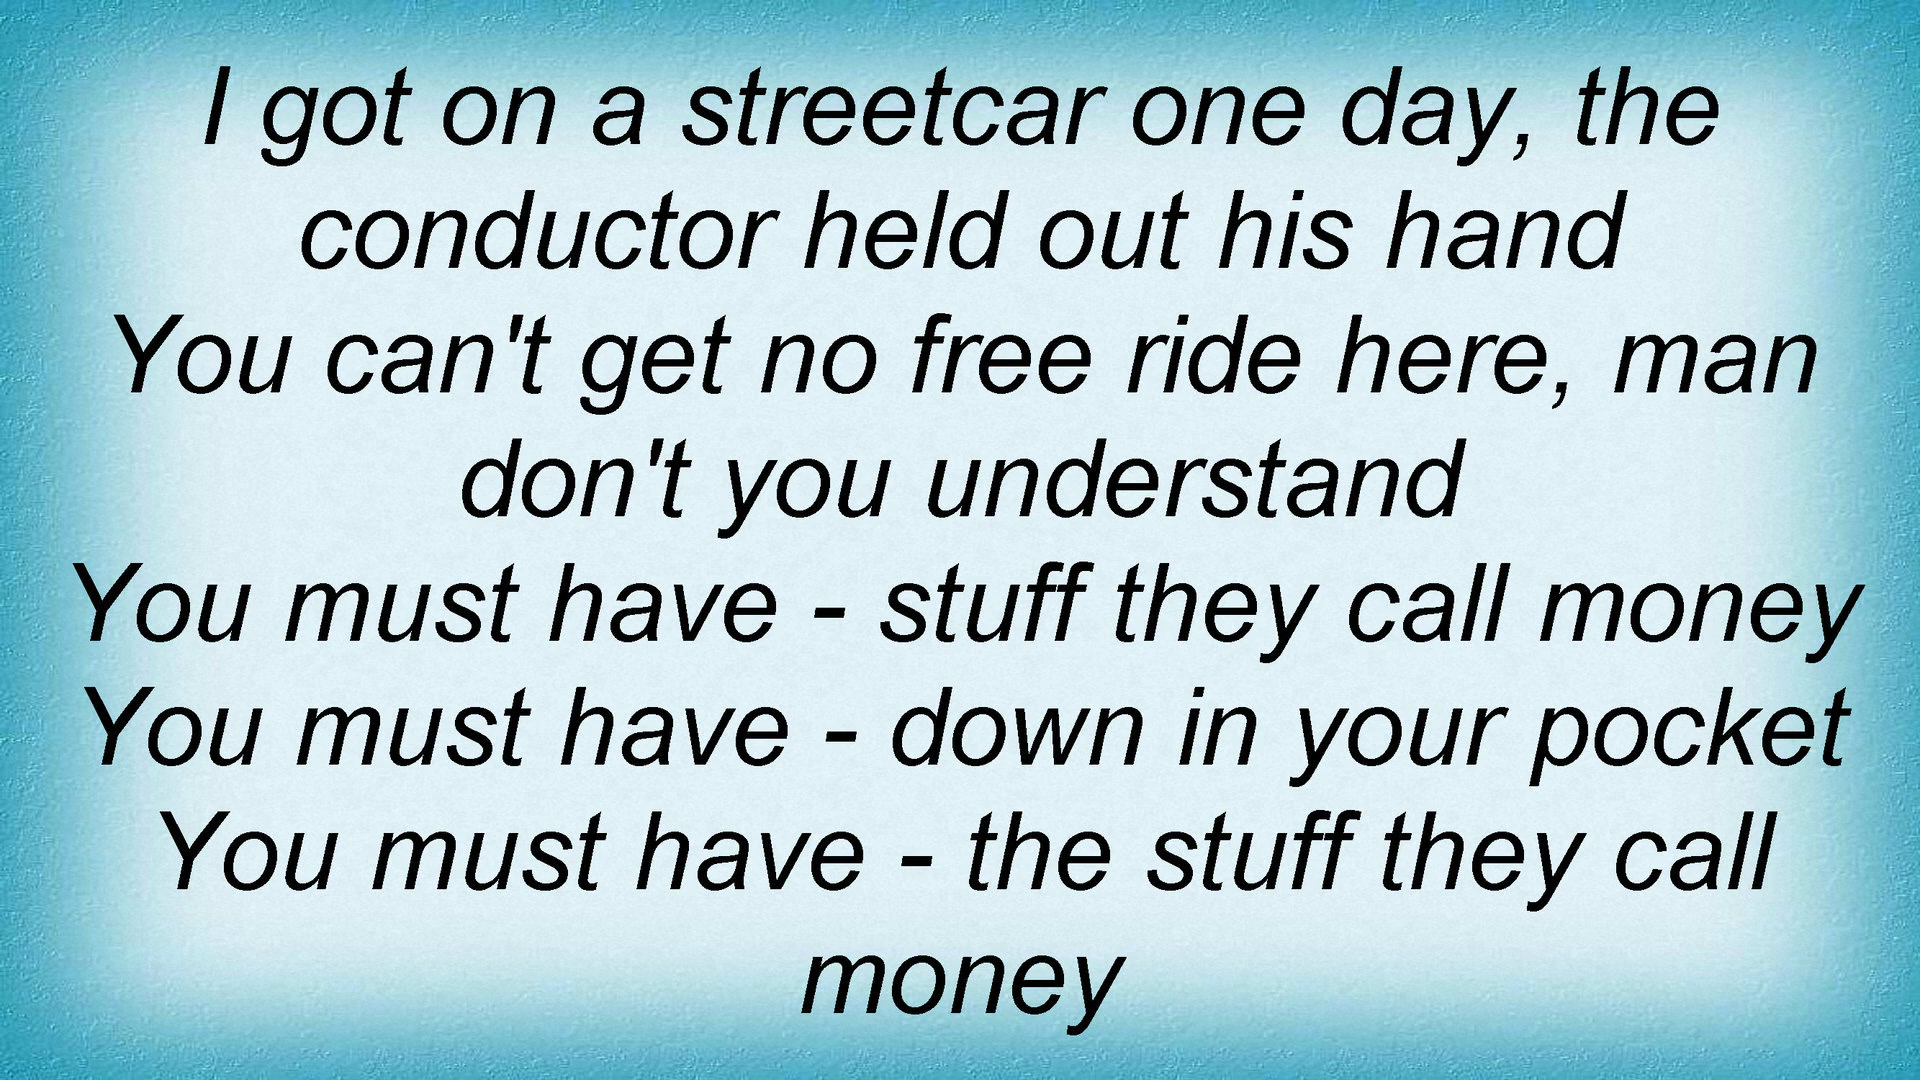 I got on a streetcar one day, the
conductor held out his hand
You can't get no free ride here, man
don't you understand
You must have - stuff they call money
You must have - down in your pocket
You must have - the stuff they call
money